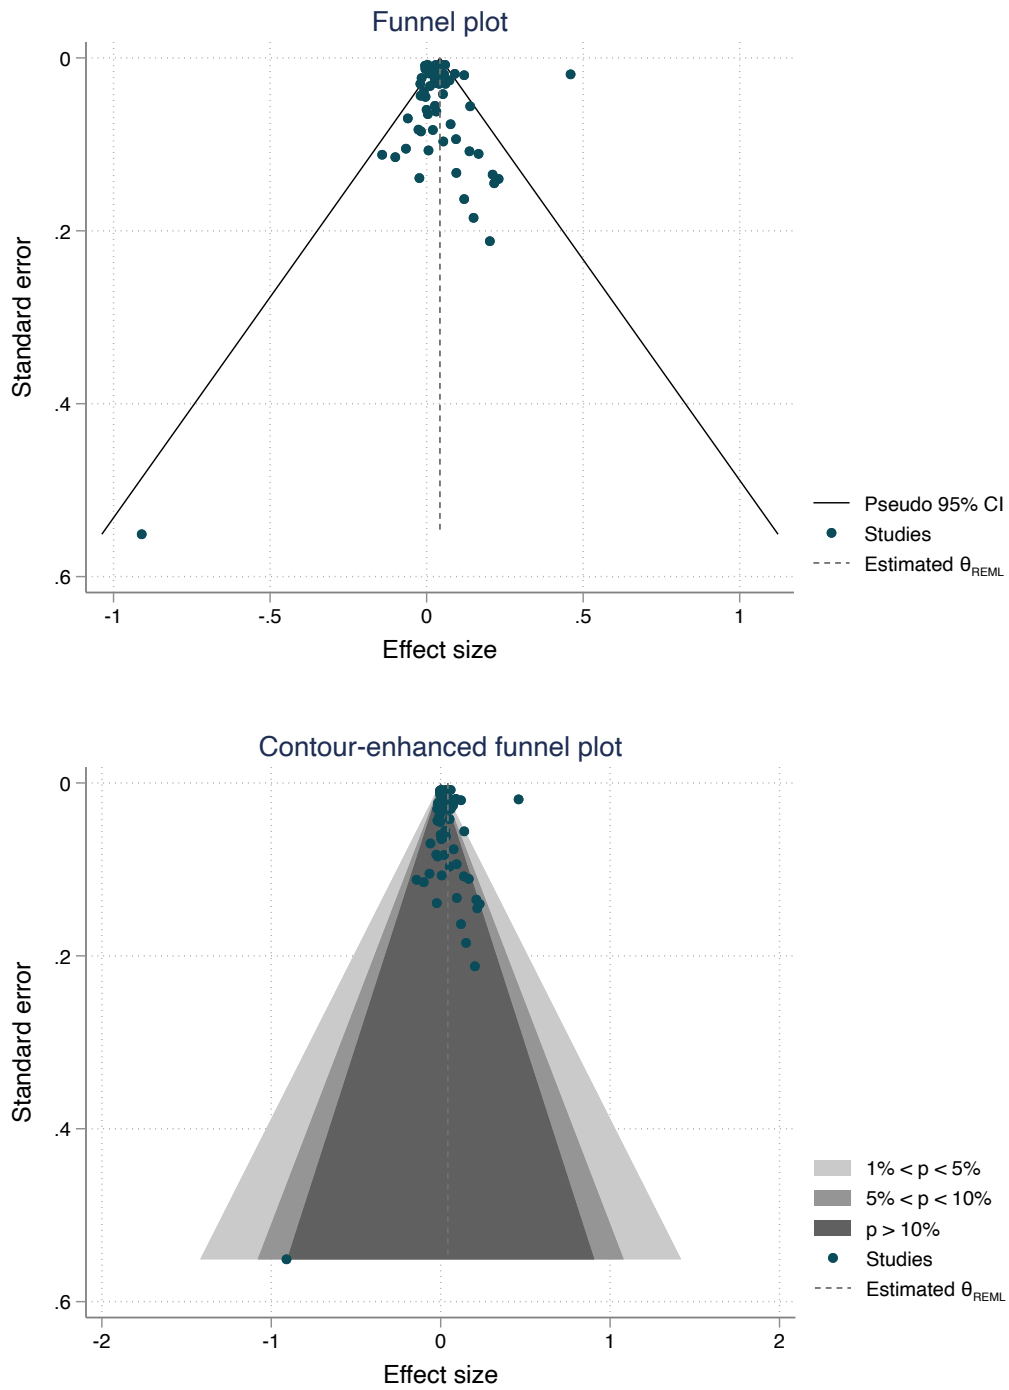 Funnel plot
0
.2
.4
.6
Standard error
-1
-.5
0
.5
1
Effect size
Pseudo 95% CI
Studies
Estimated θREML
Contour-enhanced funnel plot
0
.2
.4
.6
Standard error
-2
-1
0
1
2
Effect size
1% < p < 5%
5% < p < 10%
p > 10%
Studies
Estimated θREML